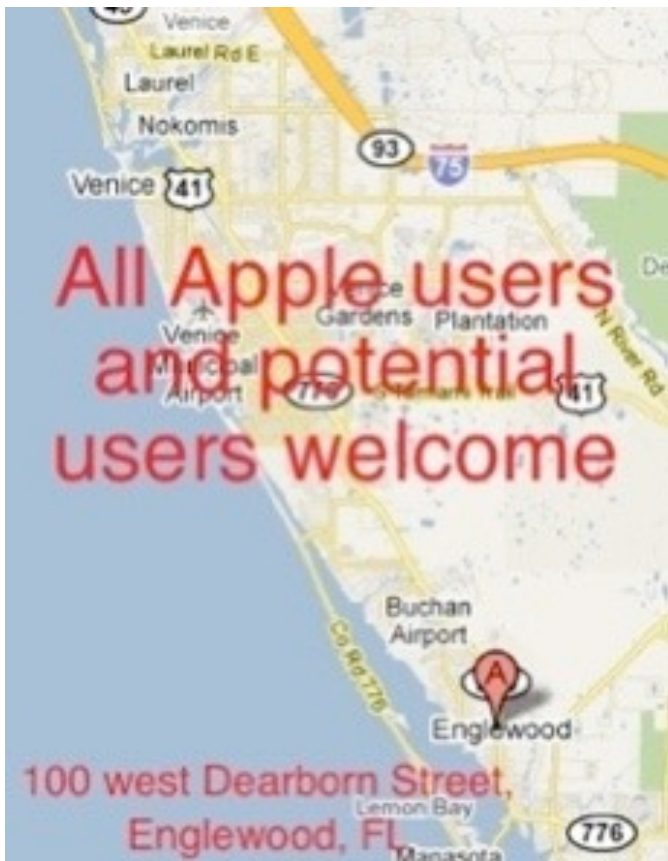 Venice
Laurel Rd E
Laurel
Nokomis
93
75
Venice 41
All Apple users
Gardens Plantation
N River Rd
and potential
Venice
Municipal
Airport
41
users welcome
Buchan
Airport
Co Rd 776
A
Englewood
100 west Dearborn Street,
Lemon Bay
Englewood, FL
776
Manasota